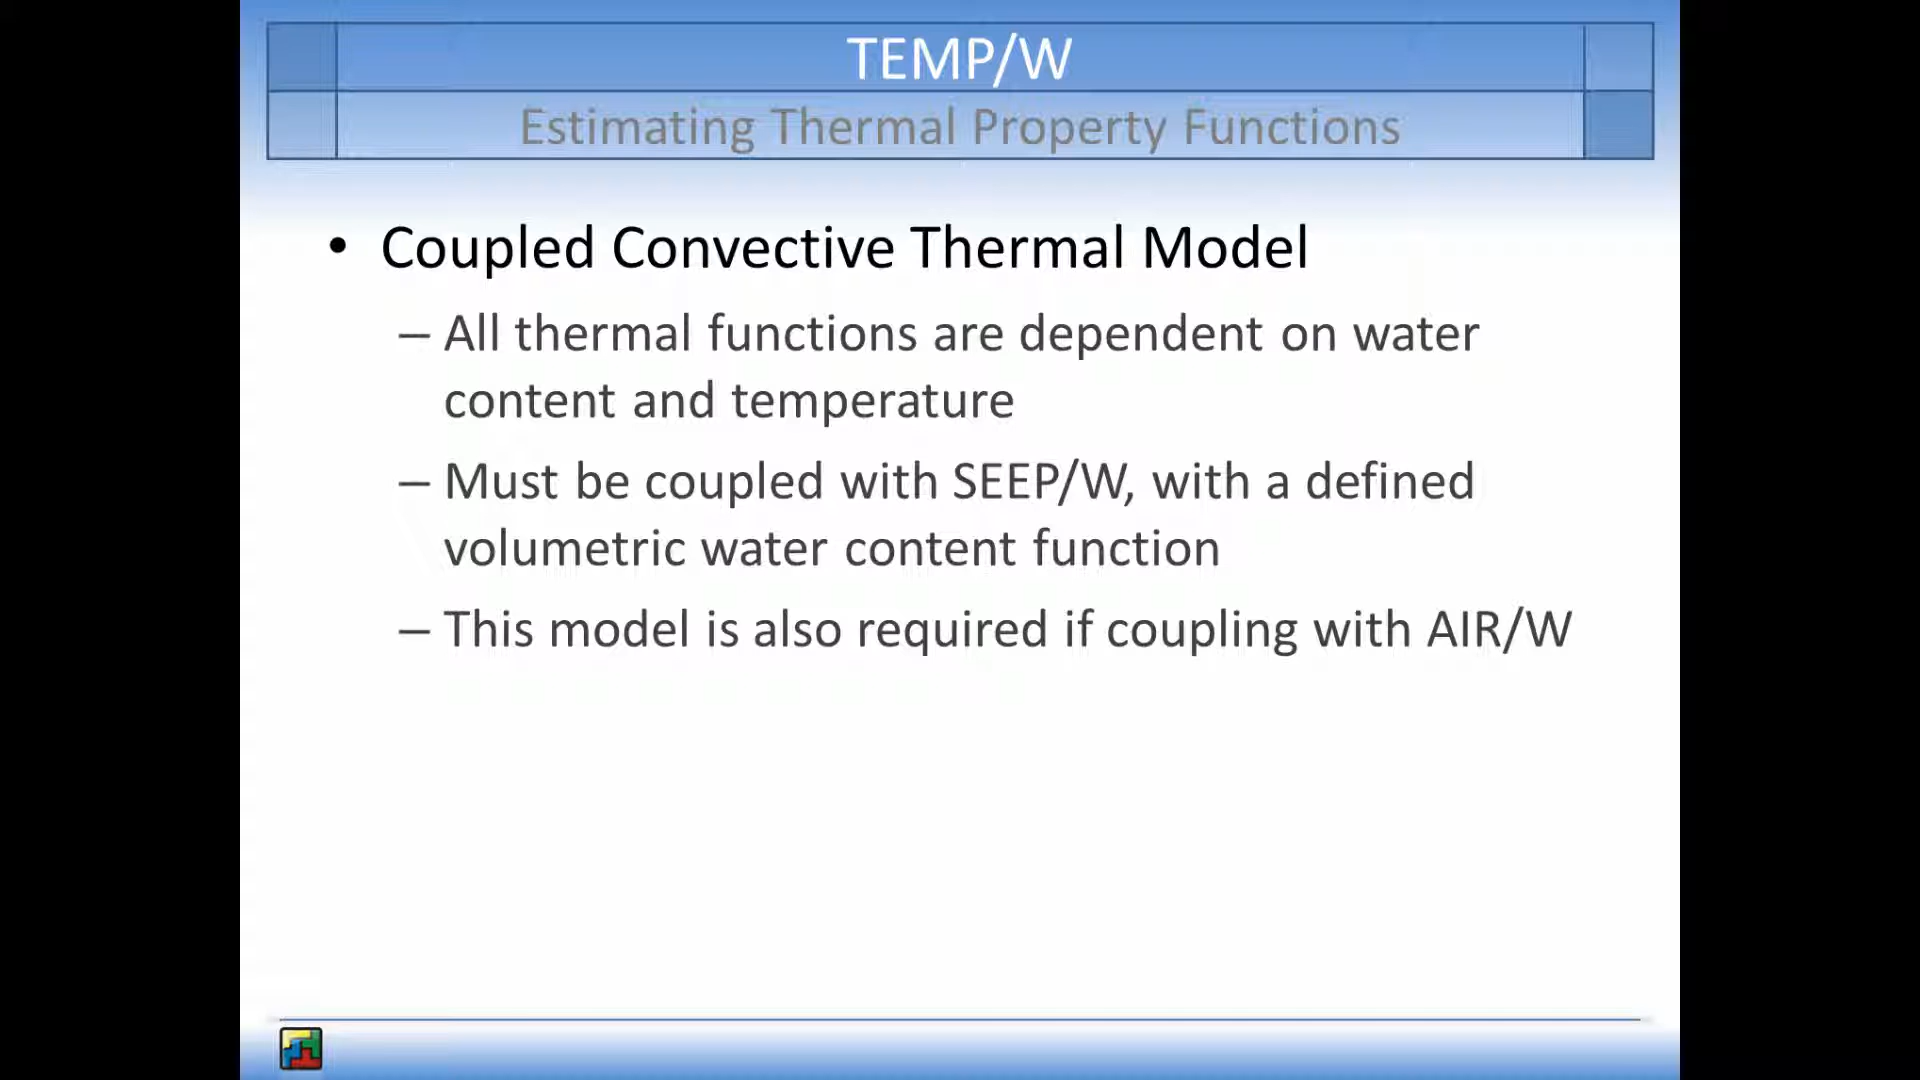 TEMP/W
Estimating Thermal Property Functions
• Coupled Convective Thermal Model
– All thermal functions are dependent on water
content and temperature
– Must be coupled with SEEP/W, with a defined
volumetric water content function
– This model is also required if coupling with AIR/W